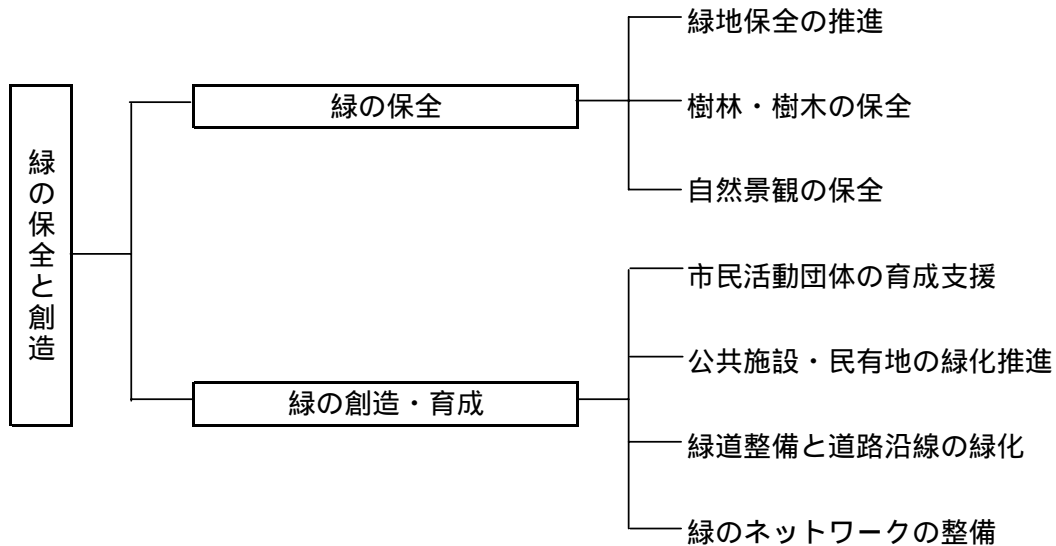 緑の保全と創造
緑の保全
緑地保全の推進
樹林・樹木の保全
自然景観の保全
緑の創造・育成
市民活動団体の育成支援
公共施設・民有地の緑化推進
緑道整備と道路沿線の緑化
緑のネットワークの整備